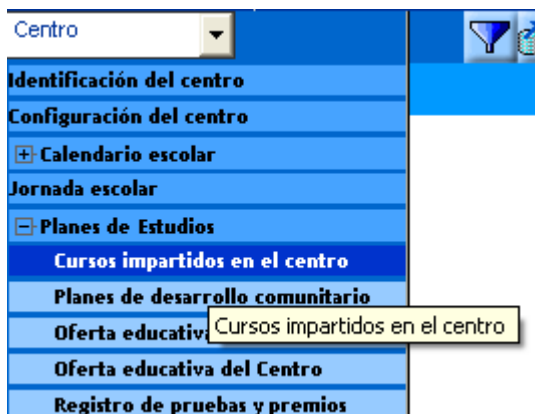 Centro
Identificación del centro
Configuración del centro
Calendario escolar
Jornada escolar
Planes de Estudios
Cursos impartidos en el centro
Planes de desarrollo comunitario
Oferta educativa
Cursos impartidos en el centro
Oferta educativa del Centro
Registro de pruebas y premios